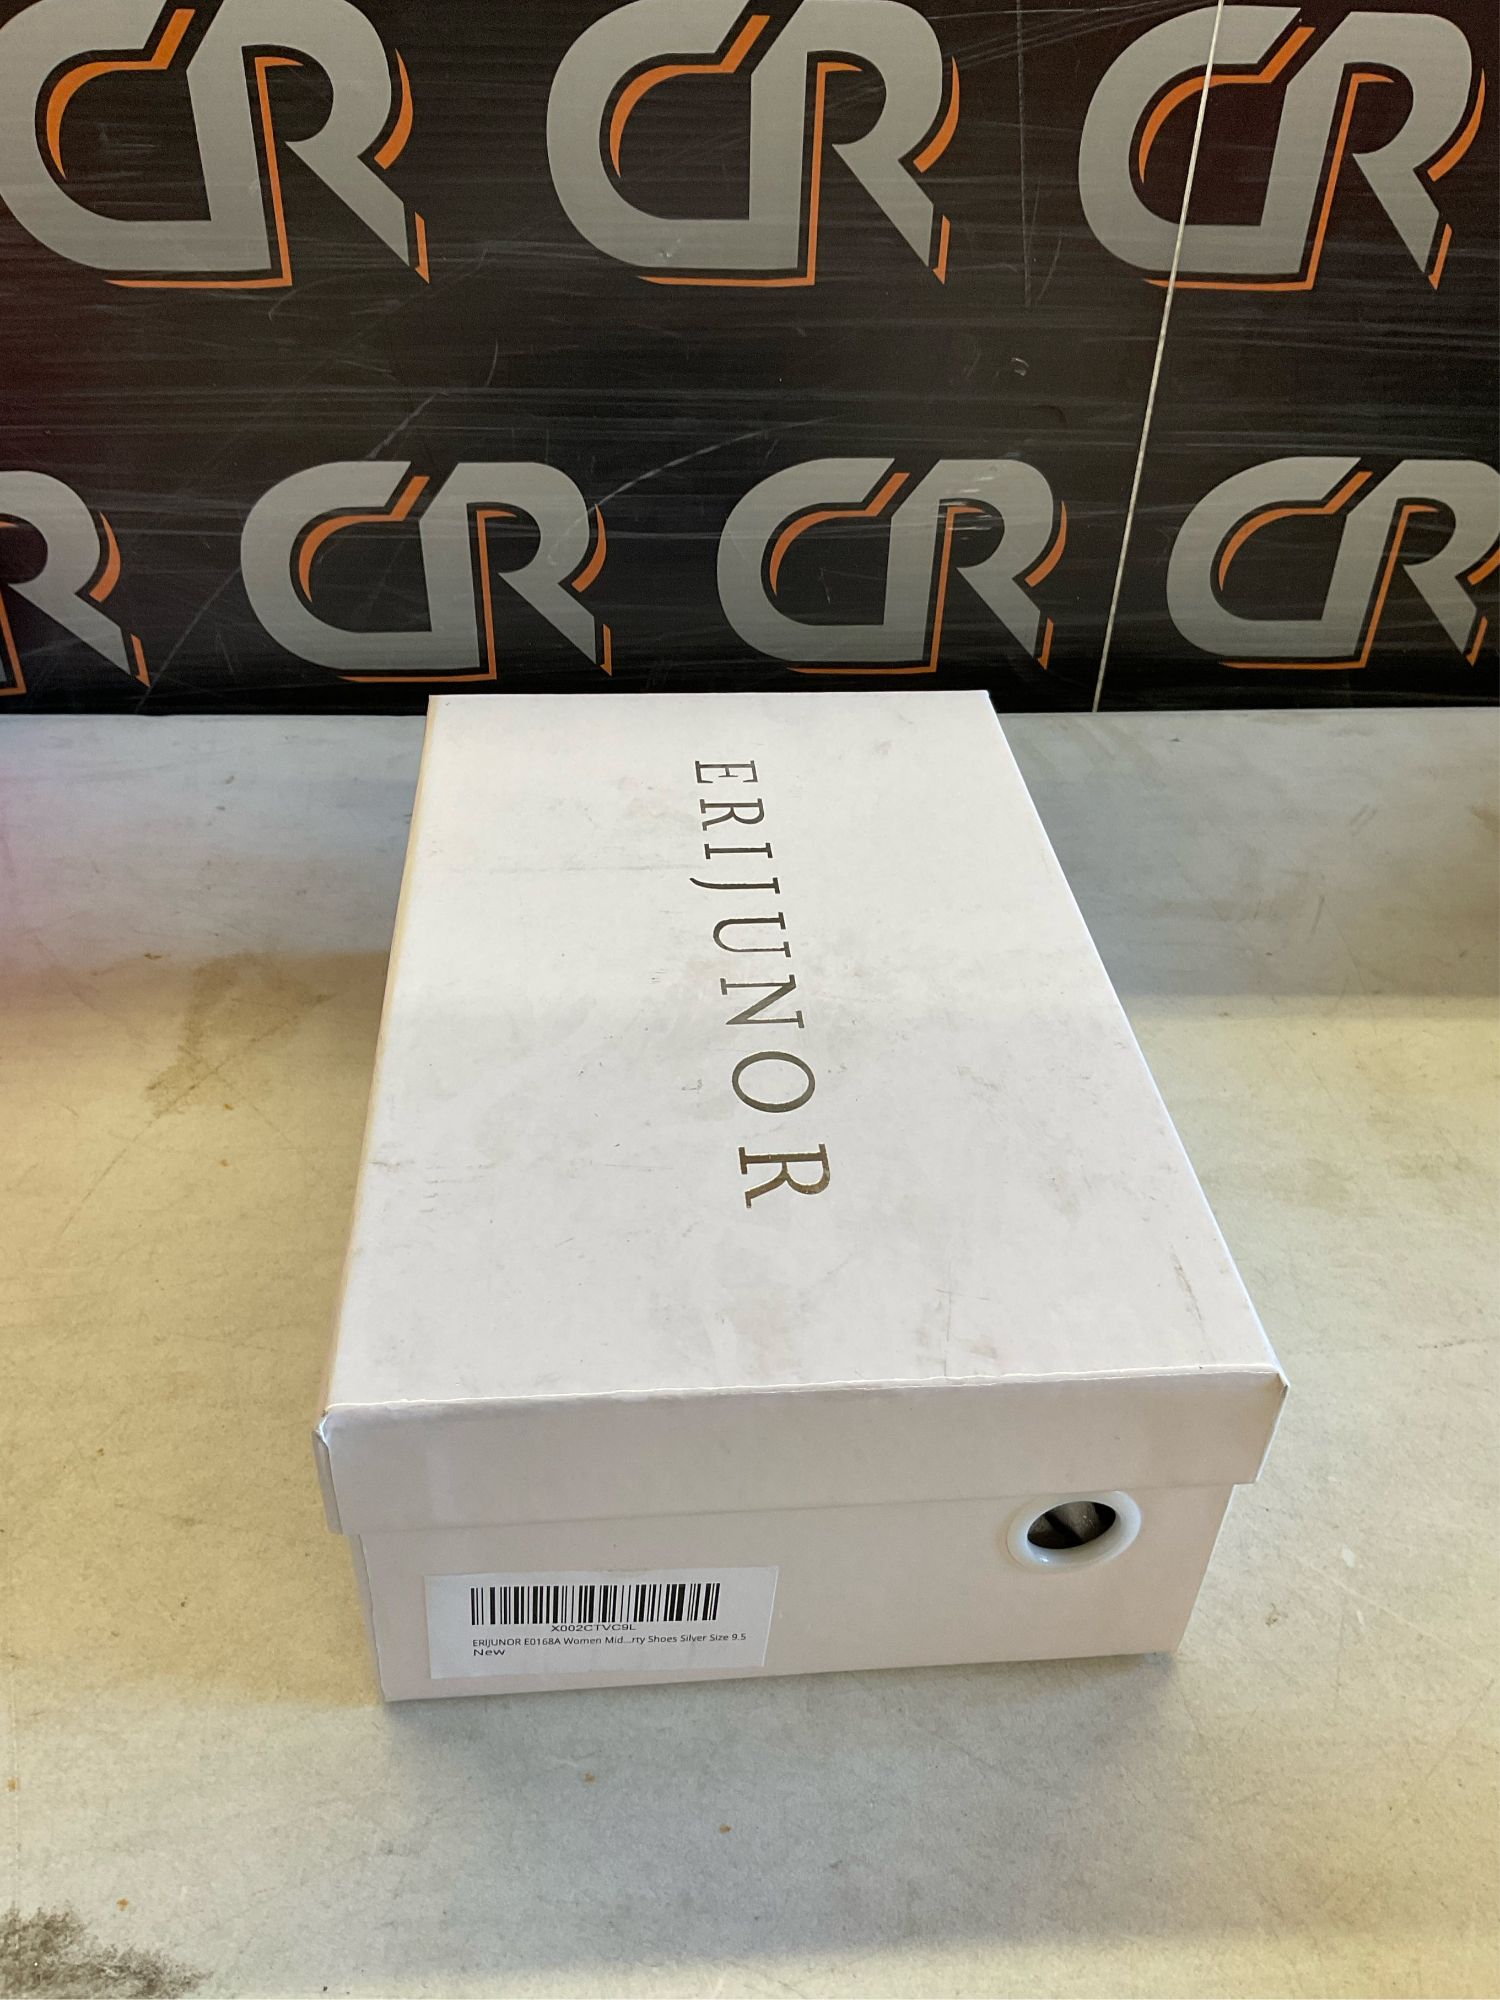 CR CR CR
CR CR CR CR
ERIJUNOR
X002CTVC9L
ERIJUNOR E0168A Women Mid...rty Shoes Silver Size 9.5
New